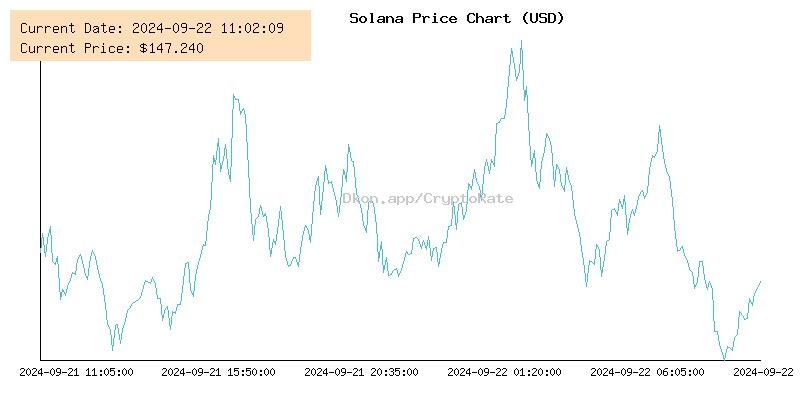 Solana Price Chart (USD)
Current Date: 2024-09-22 11:02:09
Current Price: $147.240
Dkon.app/CryptoRate
2024-09-21 11:05:00 2024-09-21 15:50:00 2024-09-21 20:35:00 2024-09-22 01:20:00 2024-09-22 06:05:00 2024-09-22